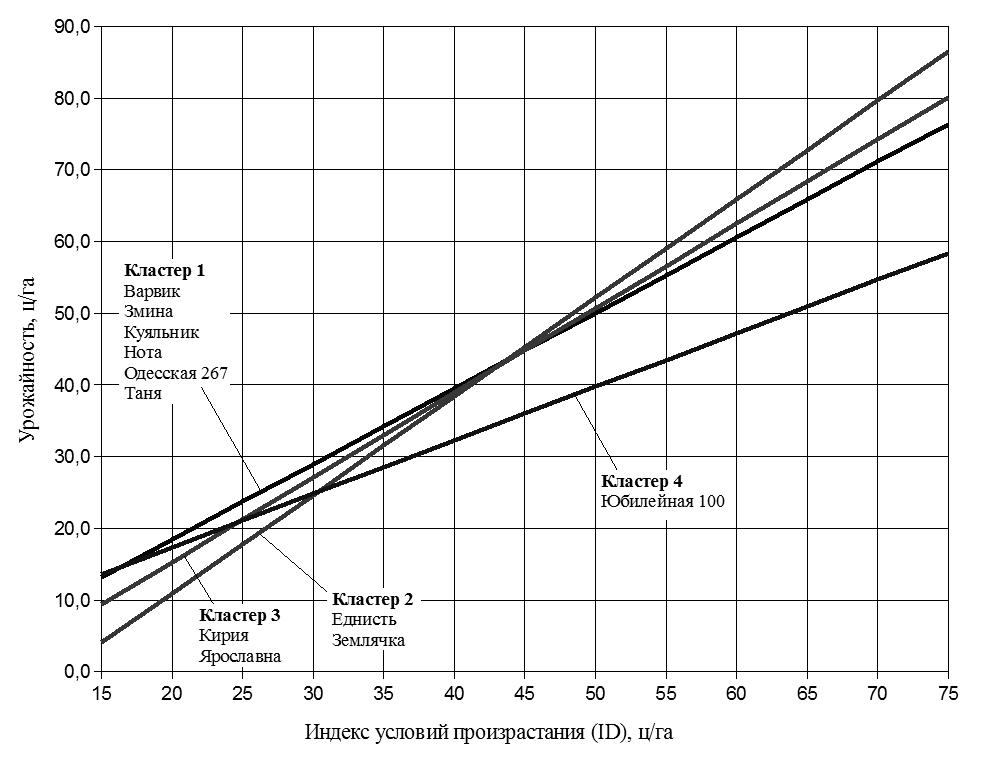 90,0
80,0
70,0
60,0
50,0
40,0
30,0
20,0
10,0
0,0
Урожайность, ц/га
Кластер 1
Варвик
Змина
Куяльник
Нота
Одесская 267
Таня
Кластер 4
Юбилейная 100
Кластер 2
Еднисть
Землячка
Кластер 3
Кирия
Ярославна
15 20 25 30 35 40 45 50 55 60 65 70 75
Индекс условий произрастания (ID), ц/га